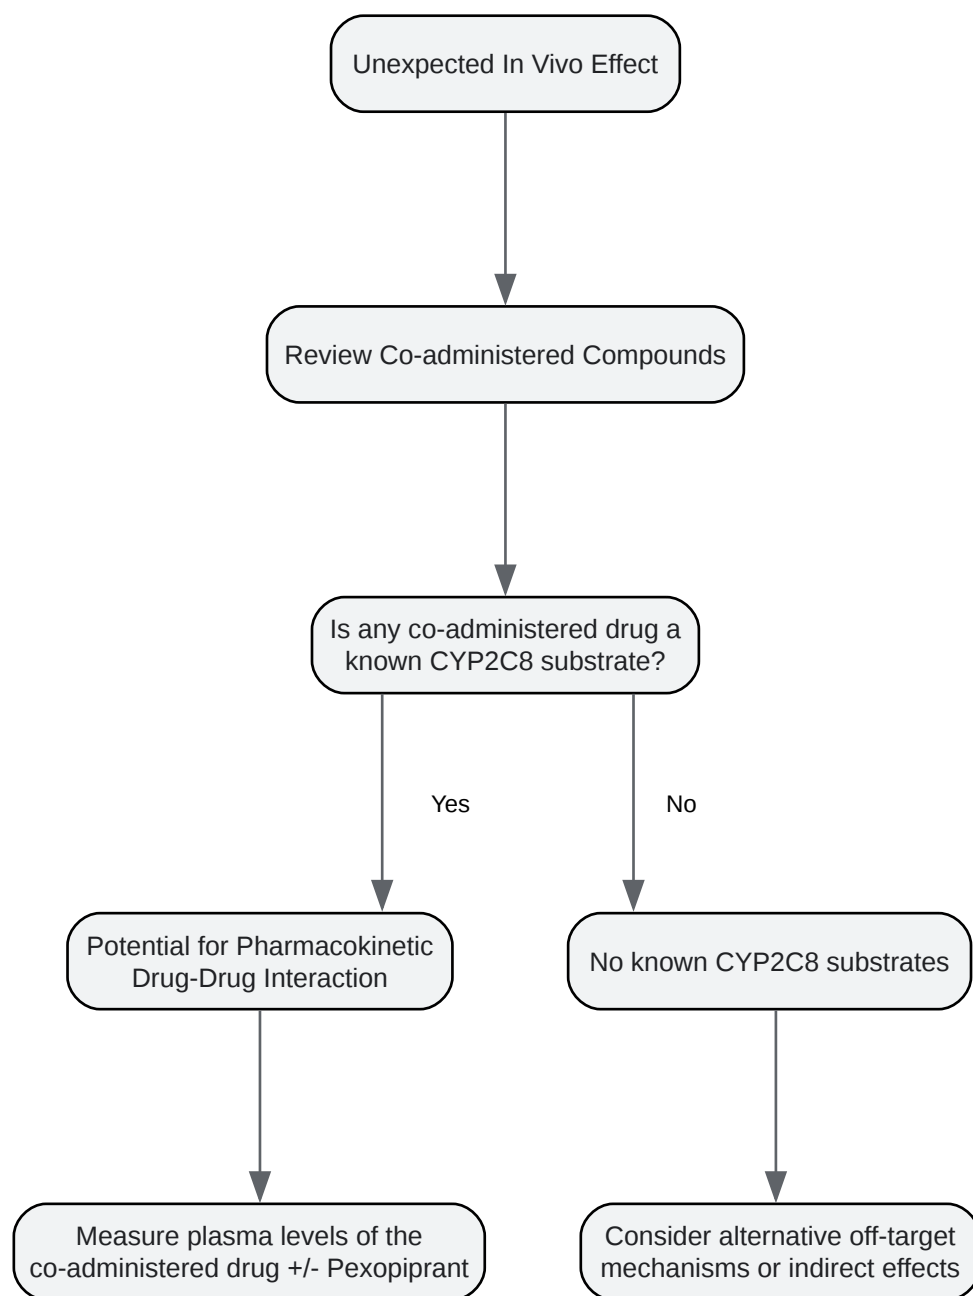 Unexpected In Vivo Effect
Review Co-administered Compounds
Is any co-administered drug a
known CYP2C8 substrate?
Yes
No
Potential for Pharmacokinetic
Drug-Drug Interaction
No known CYP2C8 substrates
Measure plasma levels of the
co-administered drug +/- Pexopiprant
Consider alternative off-target
mechanisms or indirect effects